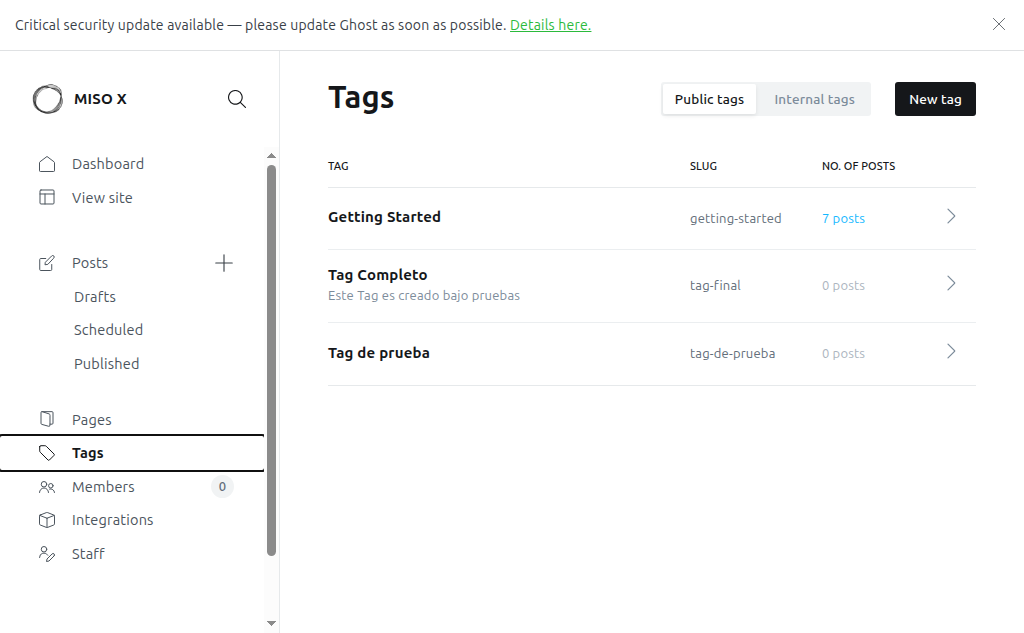 Critical security update available — please update Ghost as soon as possible. Details here.
MISO X
Dashboard
View site
Posts
Drafts
Scheduled
Published
Pages
Tags
Members 0
Integrations
Staff
Tags
Public tags Internal tags New tag
TAG SLUG NO. OF POSTS
Getting Started getting-started 7 posts
Tag Completo
Este Tag es creado bajo pruebas tag-final 0 posts
Tag de prueba tag-de-prueba 0 posts